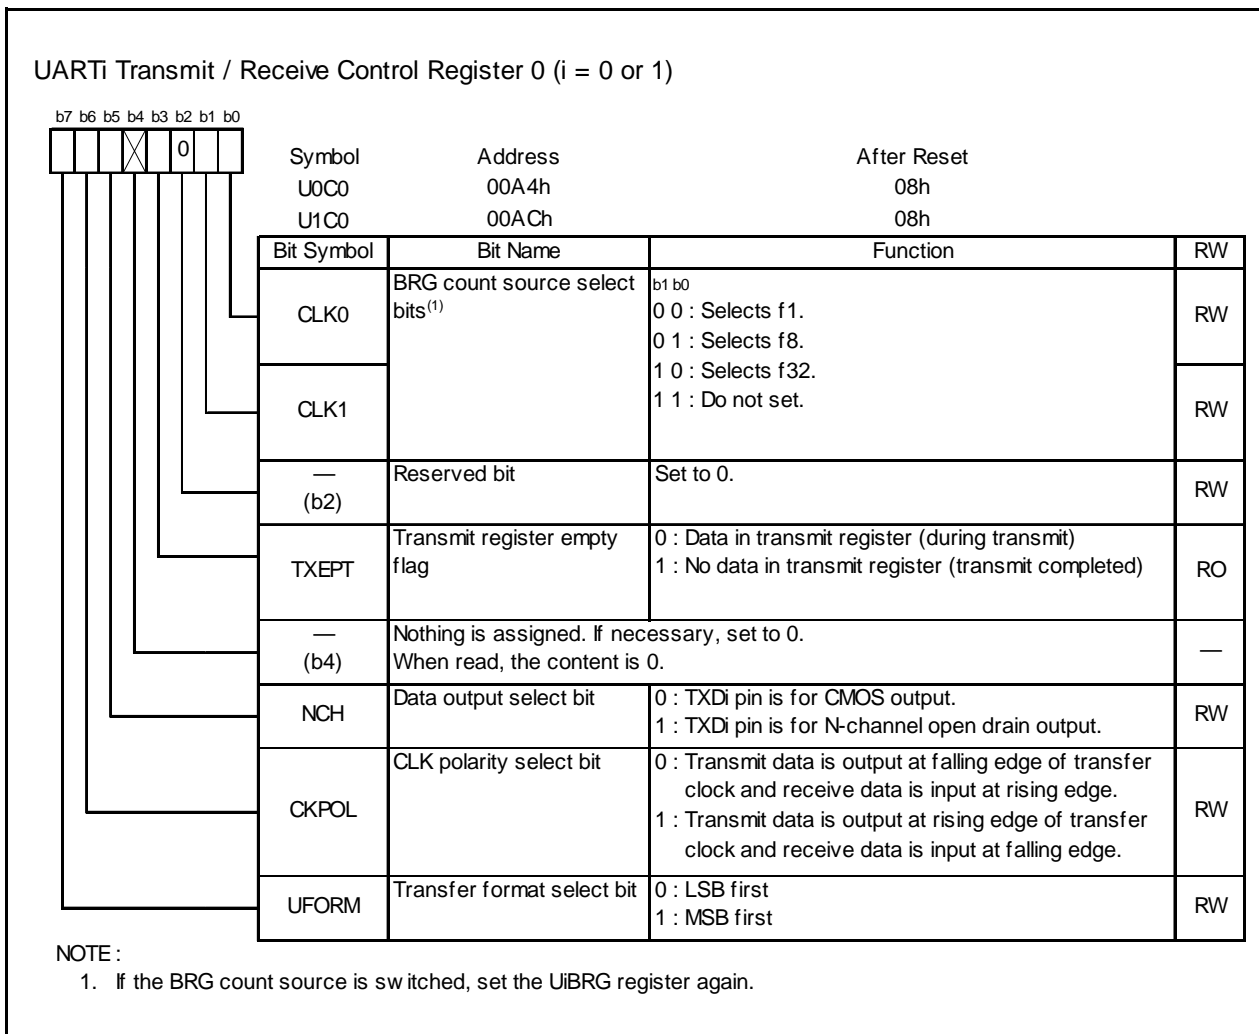 UARTi Transmit / Receive Control Register 0 (i = 0 or 1)
b7 b6 b5 b4 b3 b2 b1 b0
0
Symbol Address After Reset
U0C0 00A4h 08h
U1C0 00ACh 08h
Bit Symbol Bit Name Function RW
CLK0
BRG count source select
bits(1)
b1 b0
0 0 : Selects f1.
0 1 : Selects f8.
1 0 : Selects f32.
1 1 : Do not set.
RW
CLK1
RW
—
(b2)
Reserved bit
Set to 0.
RW
TXEPT
Transmit register empty
flag
0 : Data in transmit register (during transmit)
1 : No data in transmit register (transmit completed)
RO
—
(b4)
Nothing is assigned. If necessary, set to 0.
When read, the content is 0.
—
NCH
Data output select bit
0 : TXDi pin is for CMOS output.
1 : TXDi pin is for N-channel open drain output.
RW
CKPOL
CLK polarity select bit
0 : Transmit data is output at falling edge of transfer
clock and receive data is input at rising edge.
1 : Transmit data is output at rising edge of transfer
clock and receive data is input at falling edge.
RW
UFORM
Transfer format select bit
0 : LSB first
1 : MSB first
RW
NOTE :
1. If the BRG count source is switched, set the UiBRG register again.